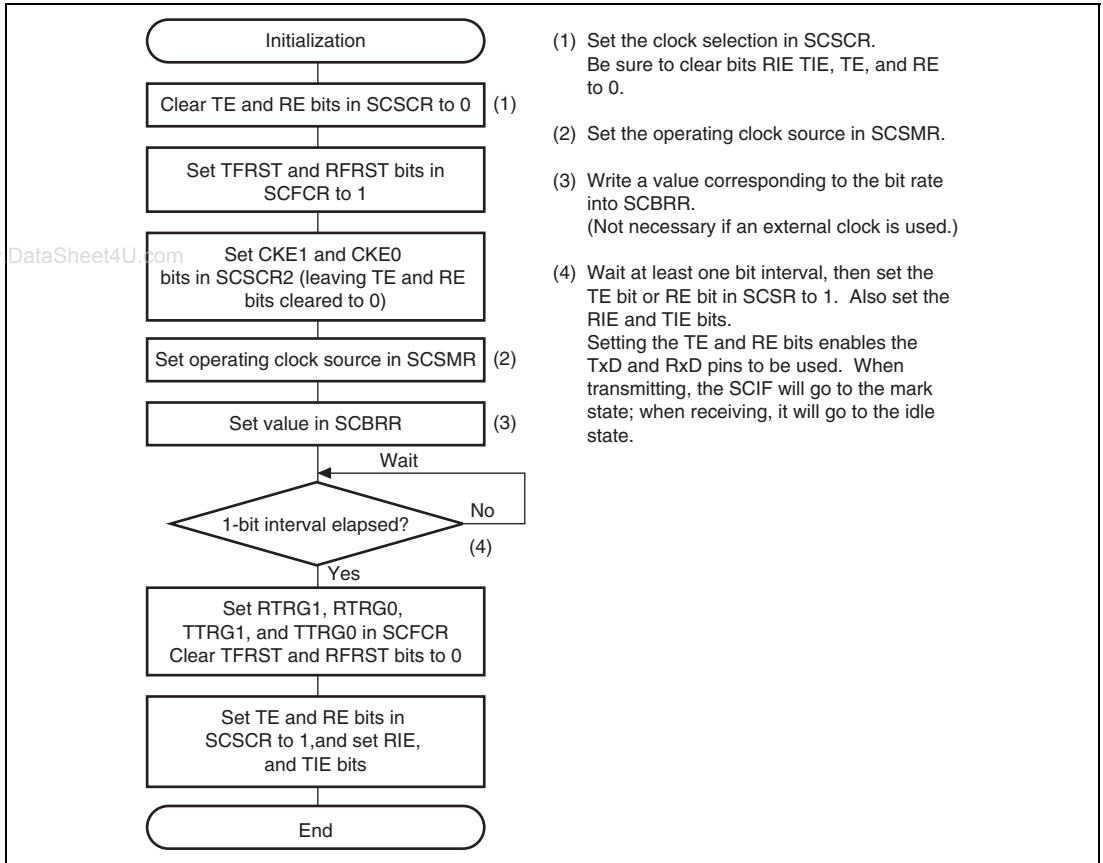 Initialization
Clear TE and RE bits in SCSCR to 0
(1)
Set TFRST and RFRST bits in
SCFCR to 1
.DataSheet4U.com
Set CKE1 and CKE0
bits in SCSCR2 (leaving TE and RE
bits cleared to 0)
Set operating clock source in SCSMR
(2)
Set value in SCBRR
(3)
Wait
1-bit interval elapsed?
No
(4)
Yes
Set RTRG1, RTRG0,
TTRG1, and TTRG0 in SCFCR
Clear TFRST and RFRST bits to 0
Set TE and RE bits in
SCSCR to 1,and set RIE,
and TIE bits
End
(1) Set the clock selection in SCSCR.
Be sure to clear bits RIE TIE, TE, and RE
to 0.
(2) Set the operating clock source in SCSMR.
(3) Write a value corresponding to the bit rate
into SCBRR.
(Not necessary if an external clock is used.)
(4) Wait at least one bit interval, then set the
TE bit or RE bit in SCSR to 1. Also set the
RIE and TIE bits.
Setting the TE and RE bits enables the
TxD and RxD pins to be used. When
transmitting, the SCIF will go to the mark
state; when receiving, it will go to the idle
state.